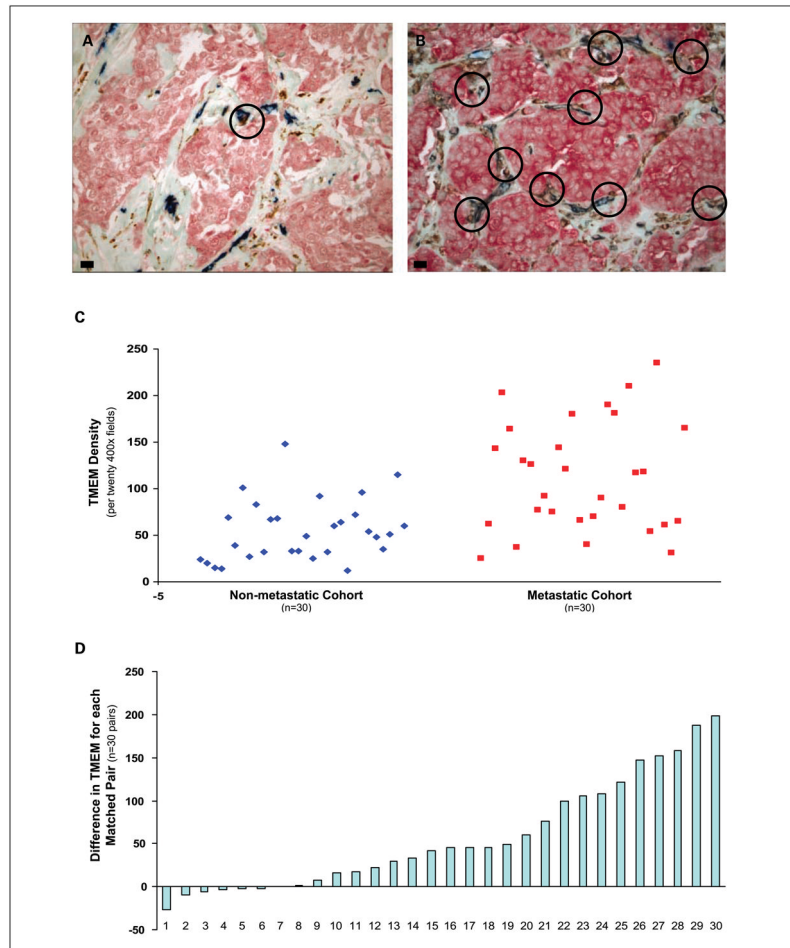 A
B
C
250
200
150
100
50
0
-5
TMEM Density
(per twenty 400x fields)
Non-metastatic Cohort
(n=30)
Metastatic Cohort
(n=30)
D
250
200
150
100
50
0
-50
Difference in TMEM for each
Matched Pair (n=30 pairs)
1 2 3 4 5 6 7 8 9 10 11 12 13 14 15 16 17 18 19 20 21 22 23 24 25 26 27 28 29 30